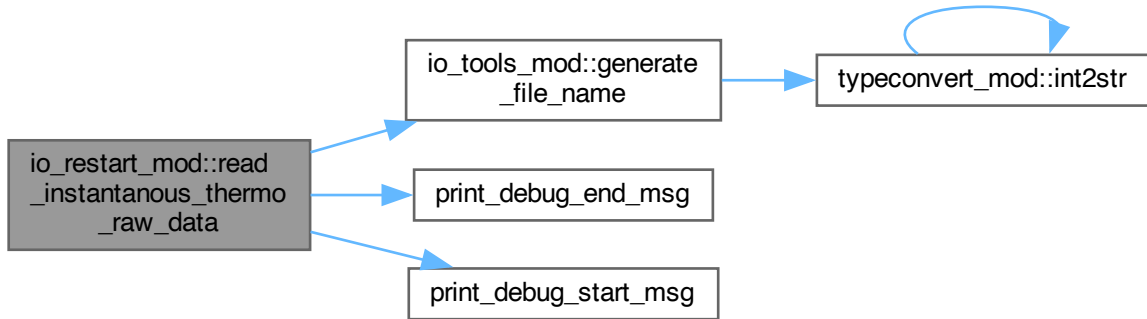 io_restart_mod::read
_instantanous_thermo
_raw_data
io_tools_mod::generate
_file_name
typeconvert_mod::int2str
print_debug_end_msg
print_debug_start_msg